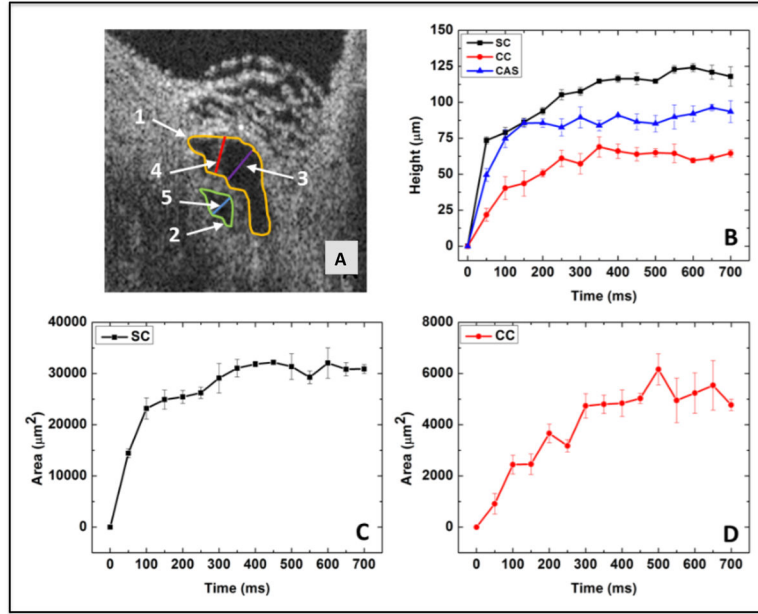 1
4
3
5
2
A
SC
CC
CAS
Height (μm)
150
125
100
75
50
25
0
0 100 200 300 400 500 600 700
Time (ms)
B
SC
Area (μm²)
40000
30000
20000
10000
0
0 100 200 300 400 500 600 700
Time (ms)
C
CC
Area (μm²)
8000
6000
4000
2000
0
0 100 200 300 400 500 600 700
Time (ms)
D